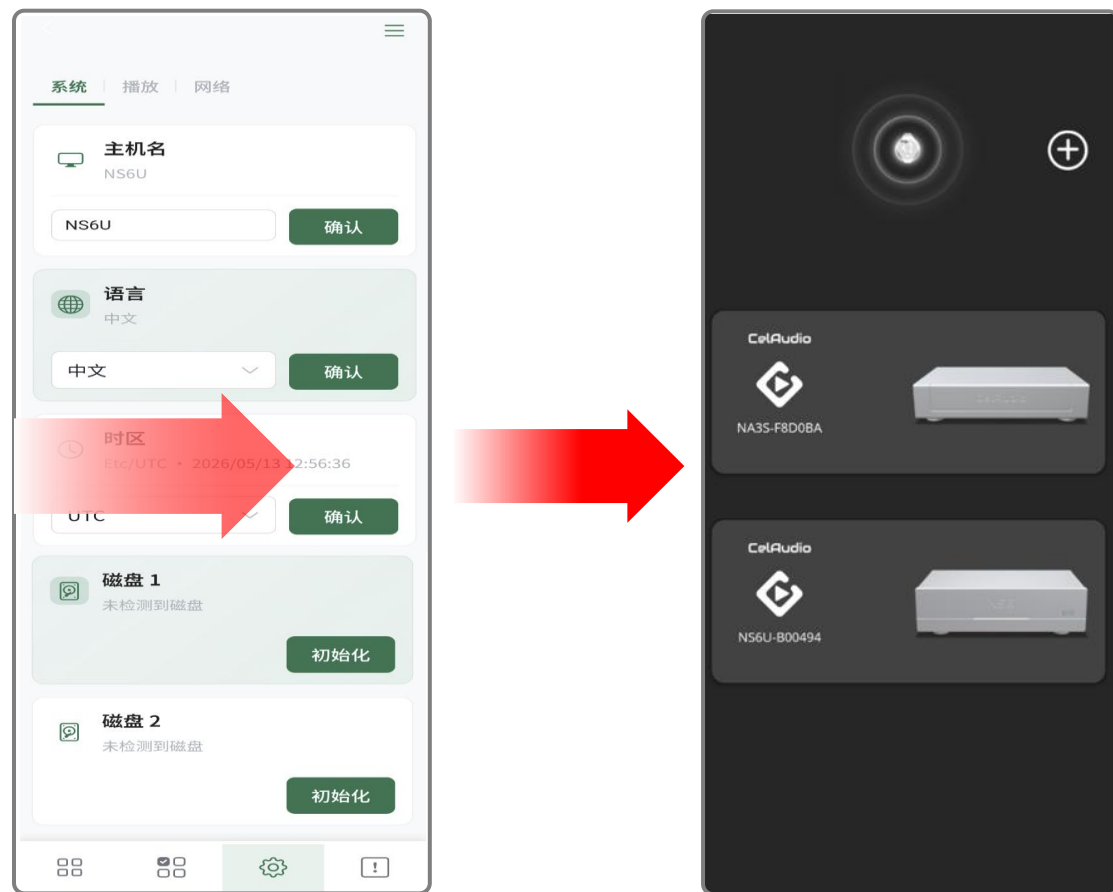 系统 播放 网络
主机名
NS6U
NS6U 确认
语言
中文
中文 确认
时区
Etc/UTC • 2026/05/13 12:56:36
UTC 确认
磁盘 1
未检测到磁盘
初始化
磁盘 2
未检测到磁盘
初始化
CelAudio
NA3S-F8D0BA
CelAudio
NS6U-B00494